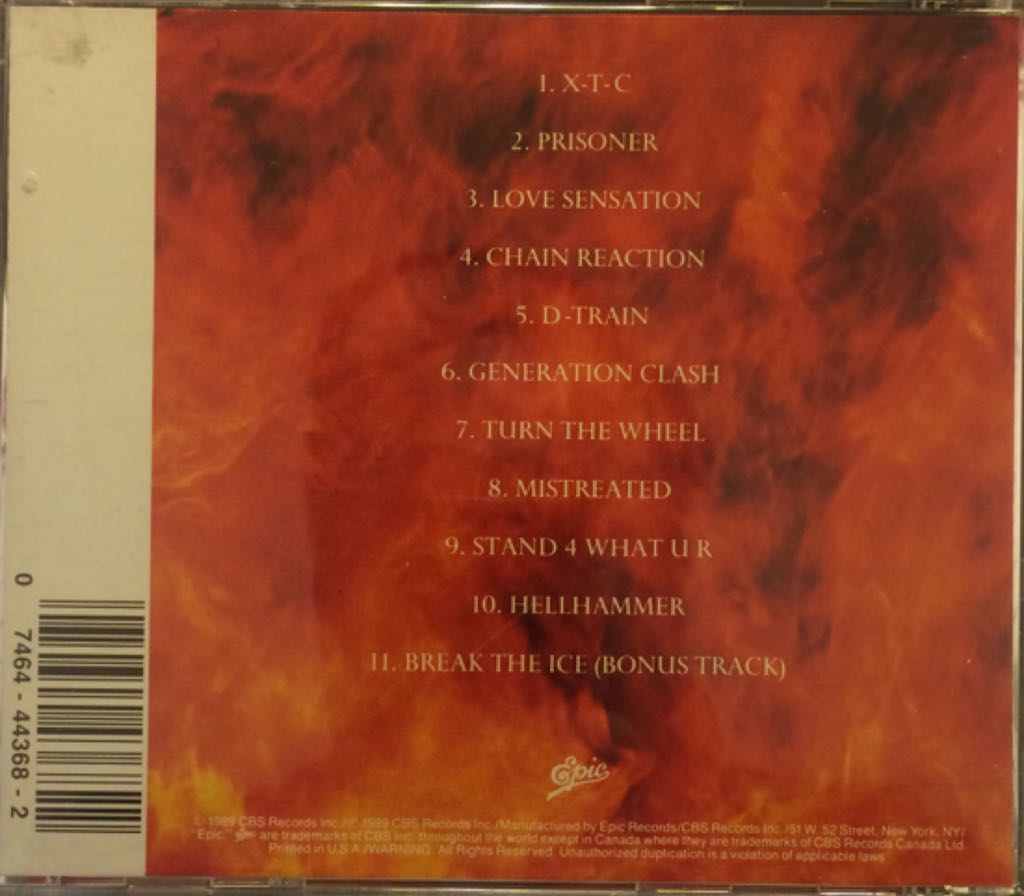 1. X-T-C
2. PRISONER
3. LOVE SENSATION
4. CHAIN REACTION
5. D-TRAIN
6. GENERATION CLASH
7. TURN THE WHEEL
8. MISTREATED
9. STAND 4 WHAT U R
10. HELLHAMMER
11. BREAK THE ICE (BONUS TRACK)
Epic
© 1989 CBS Records Inc./℗ 1989 CBS Records Inc./Manufactured by Epic Records/CBS Records Inc./51 W. 52 Street, New York, NY/
"Epic," Epic are trademarks of CBS Inc. throughout the world except in Canada where they are trademarks of CBS Records Canada Ltd.
Printed in U.S.A./WARNING: All Rights Reserved. Unauthorized duplication is a violation of applicable laws.
0 7464-44368-2